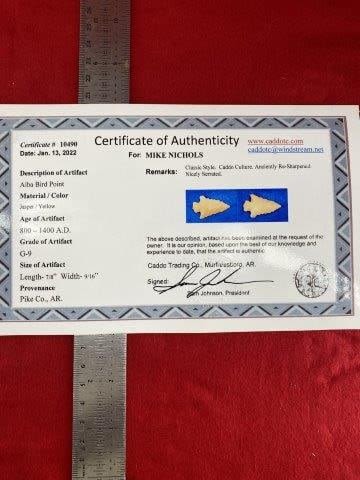 Certificate # 10490
Date: Jan. 13, 2022
Certificate of Authenticity
www.caddotc.com
caddotc@windstream.net
For: MIKE NICHOLS
Description of Artifact
Alba Bird Point
Material / Color
Jasper / Yellow
Age of Artifact
800 – 1400 A.D.
Grade of Artifact
G-9
Size of Artifact
Length- 7/8" Width- 9/16"
Provenance
Pike Co., AR.
Remarks: Classic Style. Caddo Culture. Anciently Re-Sharpened.
Nicely Serrated.
The above described, artifact has been examined at the request of the
owner. It is our opinion, based upon the best of our knowledge and
experience to date, that the artifact is authentic.
Caddo Trading Co., Murfreesboro, AR.
Signed:
Sam Johnson, President